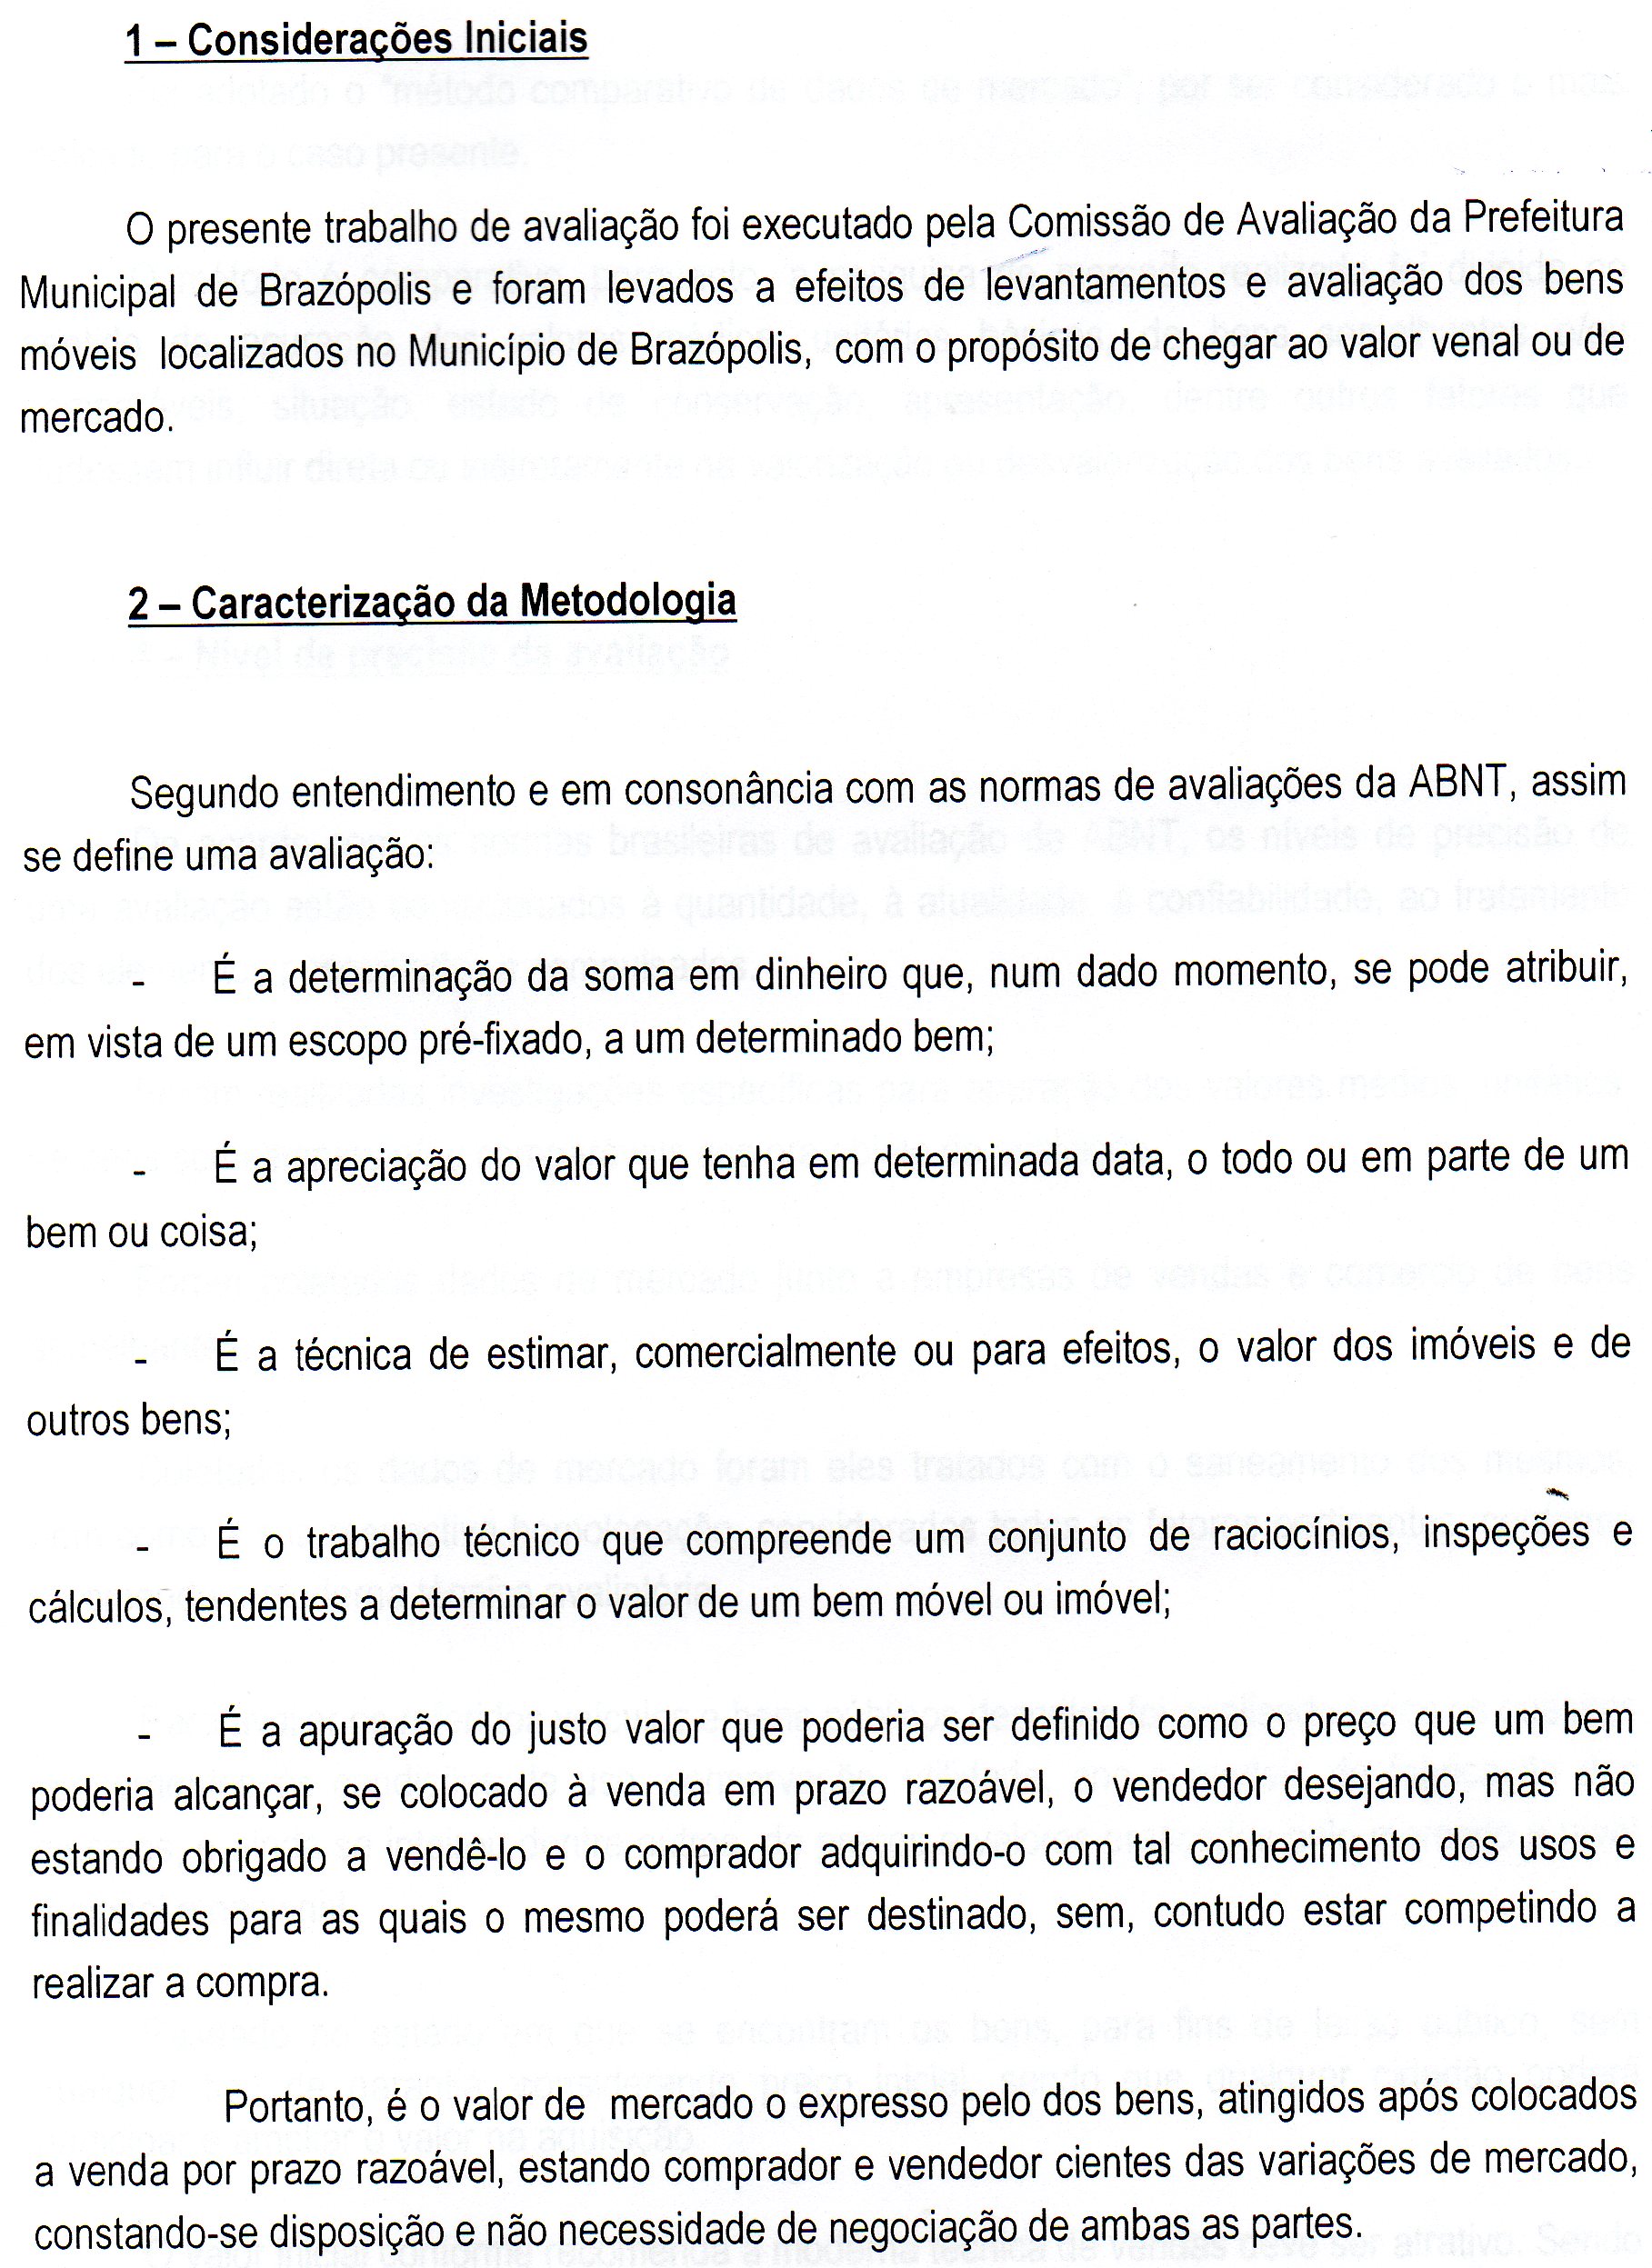 1 – Considerações Iniciais
O presente trabalho de avaliação foi executado pela Comissão de Avaliação da Prefeitura
Municipal de Brazópolis e foram levados a efeitos de levantamentos e avaliação dos bens
móveis localizados no Município de Brazópolis, com o propósito de chegar ao valor venal ou de
mercado.
2 – Caracterização da Metodologia
Segundo entendimento e em consonância com as normas de avaliações da ABNT, assim
se define uma avaliação:
- É a determinação da soma em dinheiro que, num dado momento, se pode atribuir,
em vista de um escopo pré-fixado, a um determinado bem;
- É a apreciação do valor que tenha em determinada data, o todo ou em parte de um
bem ou coisa;
- É a técnica de estimar, comercialmente ou para efeitos, o valor dos imóveis e de
outros bens;
- É o trabalho técnico que compreende um conjunto de raciocínios, inspeções e
cálculos, tendentes a determinar o valor de um bem móvel ou imóvel;
- É a apuração do justo valor que poderia ser definido como o preço que um bem
poderia alcançar, se colocado à venda em prazo razoável, o vendedor desejando, mas não
estando obrigado a vendê-lo e o comprador adquirindo-o com tal conhecimento dos usos e
finalidades para as quais o mesmo poderá ser destinado, sem, contudo estar competindo a
realizar a compra.
Portanto, é o valor de mercado o expresso pelo dos bens, atingidos após colocados
a venda por prazo razoável, estando comprador e vendedor cientes das variações de mercado,
constando-se disposição e não necessidade de negociação de ambas as partes.